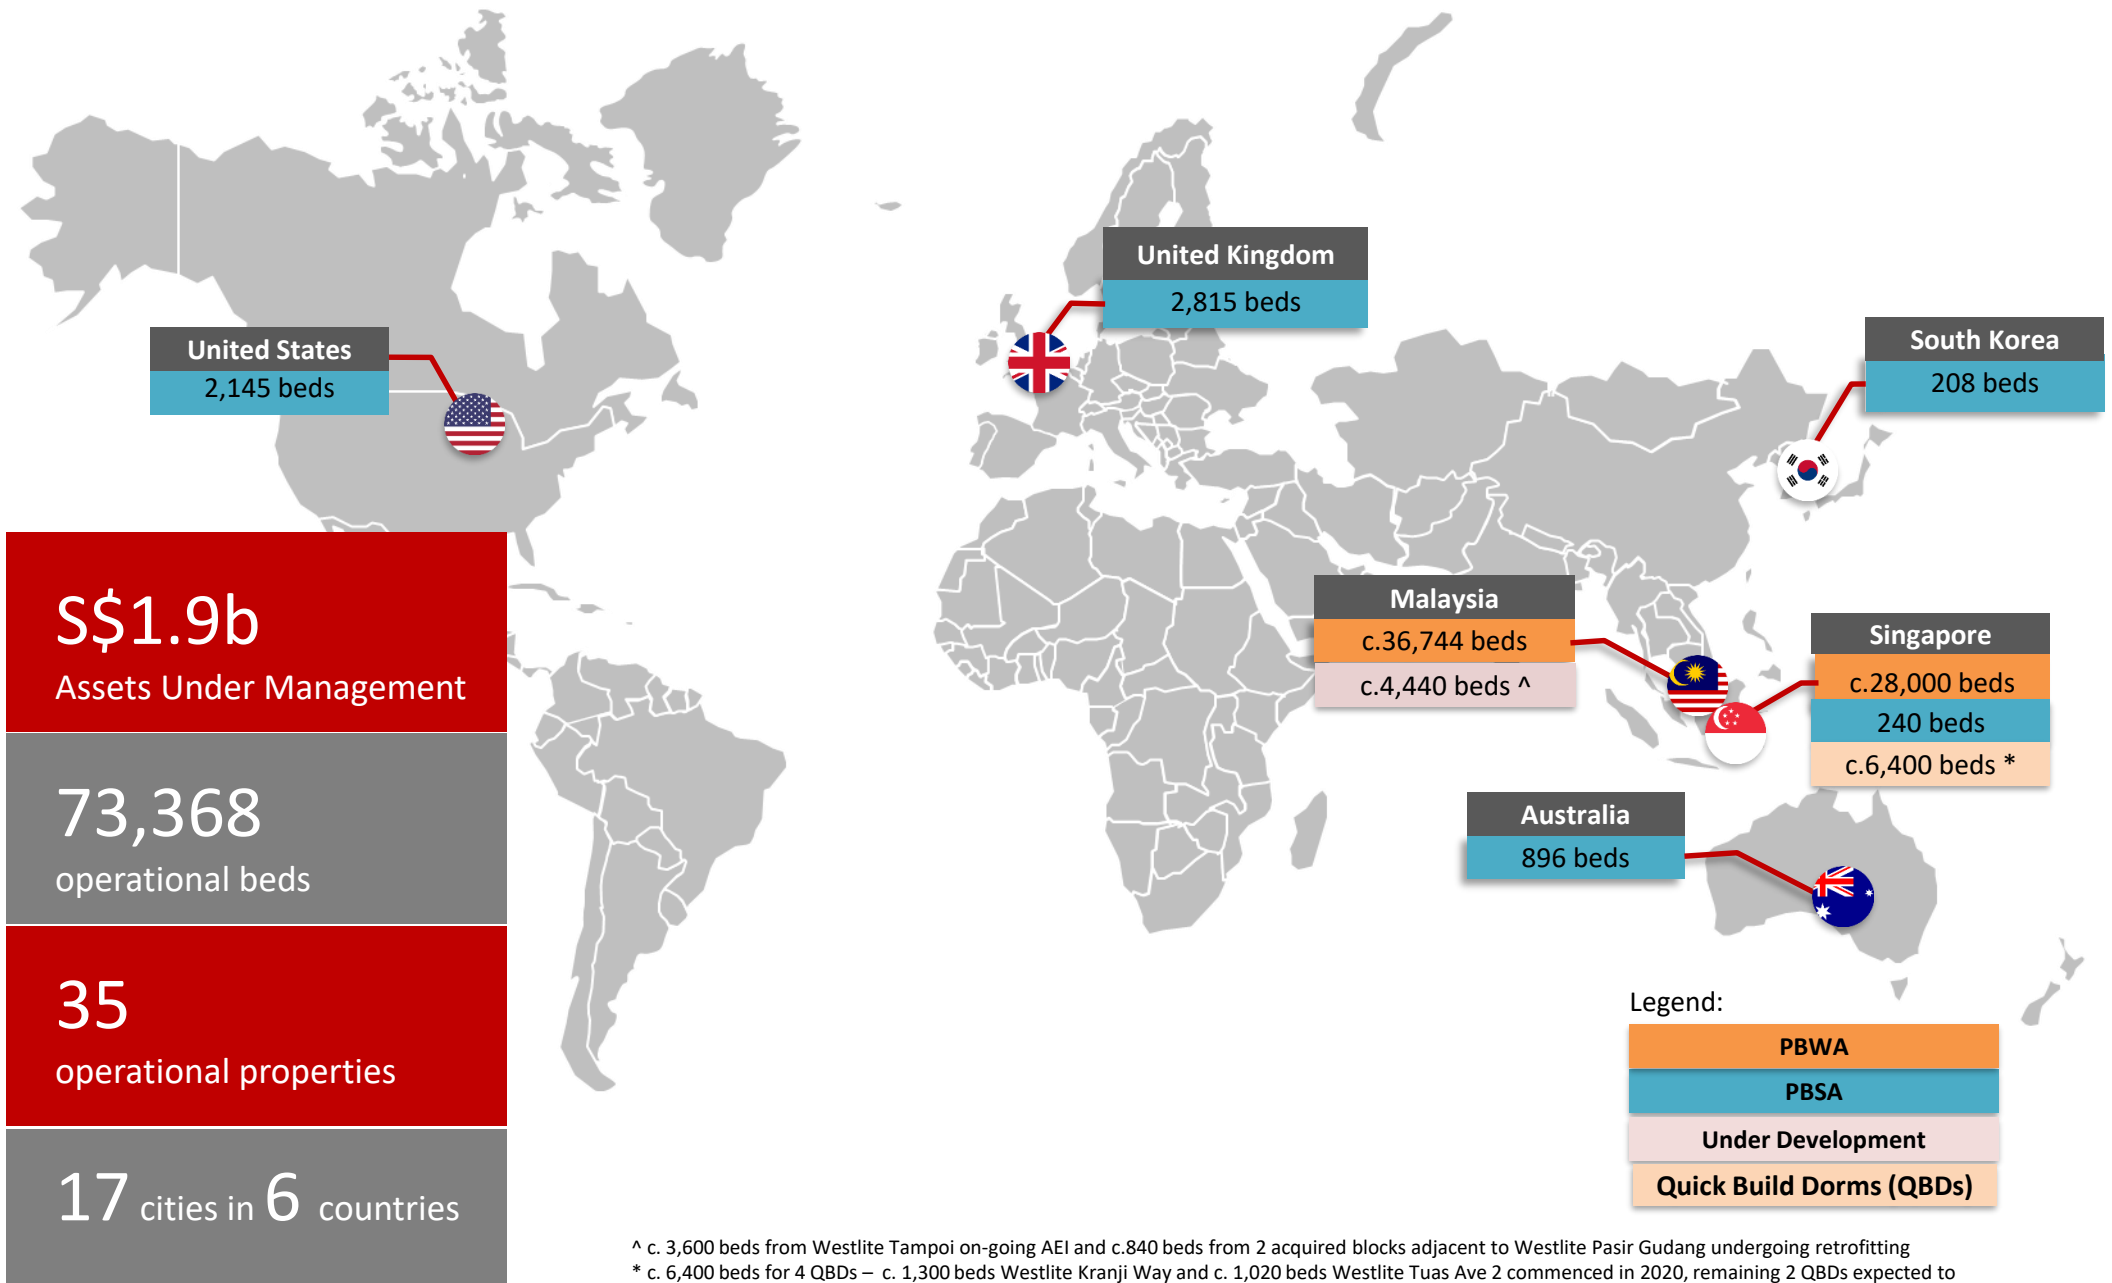 United Kingdom
2,815 beds
United States
2,145 beds
South Korea
208 beds
Malaysia
c.36,744 beds
c.4,440 beds ^
Singapore
c.28,000 beds
240 beds
c.6,400 beds *
Australia
896 beds
S$1.9b
Assets Under Management
73,368
operational beds
35
operational properties
17 cities in 6 countries
Legend:
PBWA
PBSA
Under Development
Quick Build Dorms (QBDs)
^ c. 3,600 beds from Westlite Tampoi on-going AEI and c.840 beds from 2 acquired blocks adjacent to Westlite Pasir Gudang undergoing retrofitting
* c. 6,400 beds for 4 QBDs – c. 1,300 beds Westlite Kranji Way and c. 1,020 beds Westlite Tuas Ave 2 commenced in 2020, remaining 2 QBDs expected to